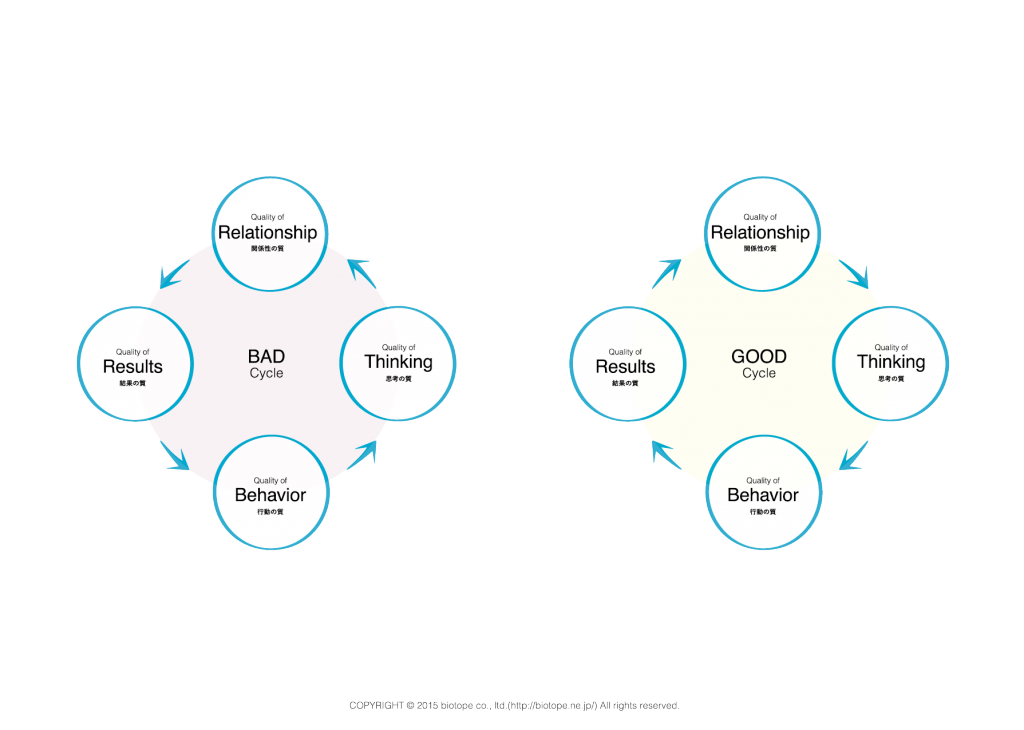 Quality of
Relationship
関係性の質
Quality of
Results
結果の質
BAD
Cycle
Quality of
Thinking
思考の質
Quality of
Behavior
行動の質
Quality of
Relationship
関係性の質
Quality of
Results
結果の質
GOOD
Cycle
Quality of
Thinking
思考の質
Quality of
Behavior
行動の質
COPYRIGHT © 2015 biotope co., ltd.(http://biotope.ne.jp/) All rights reserved.